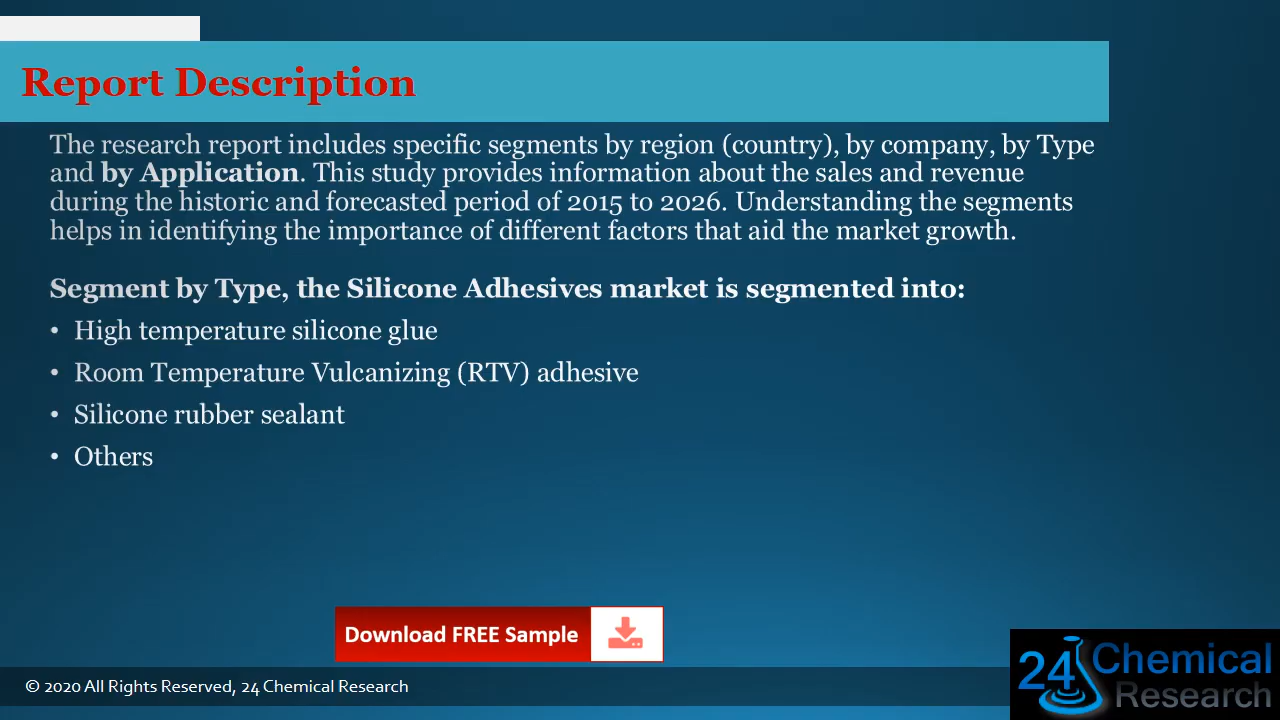 Report Description
The research report includes specific segments by region (country), by company, by Type
and by Application. This study provides information about the sales and revenue
during the historic and forecasted period of 2015 to 2026. Understanding the segments
helps in identifying the importance of different factors that aid the market growth.
Segment by Type, the Silicone Adhesives market is segmented into:
• High temperature silicone glue
• Room Temperature Vulcanizing (RTV) adhesive
• Silicone rubber sealant
• Others
Download FREE Sample
© 2020 All Rights Reserved, 24 Chemical Research
24 Chemical
Research